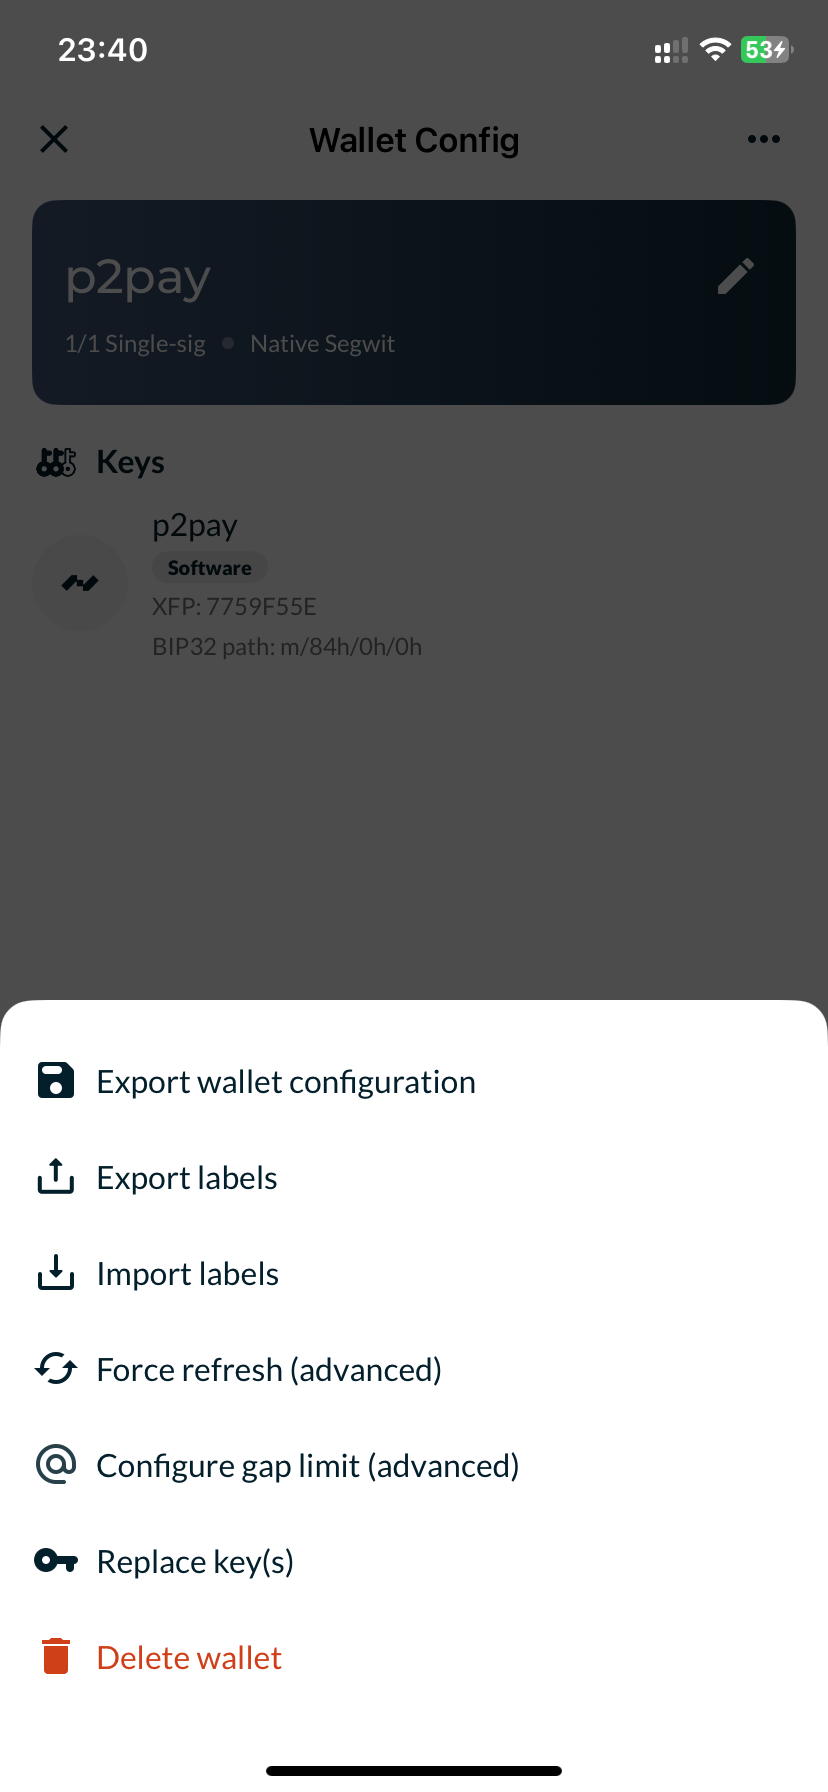 23:40
53
Wallet Config
p2pay
1/1 Single-sig Native Segwit
Keys
p2pay
Software
XFP: 7759F55E
BIP32 path: m/84h/0h/0h
Export wallet configuration
Export labels
Import labels
Force refresh (advanced)
Configure gap limit (advanced)
Replace key(s)
Delete wallet